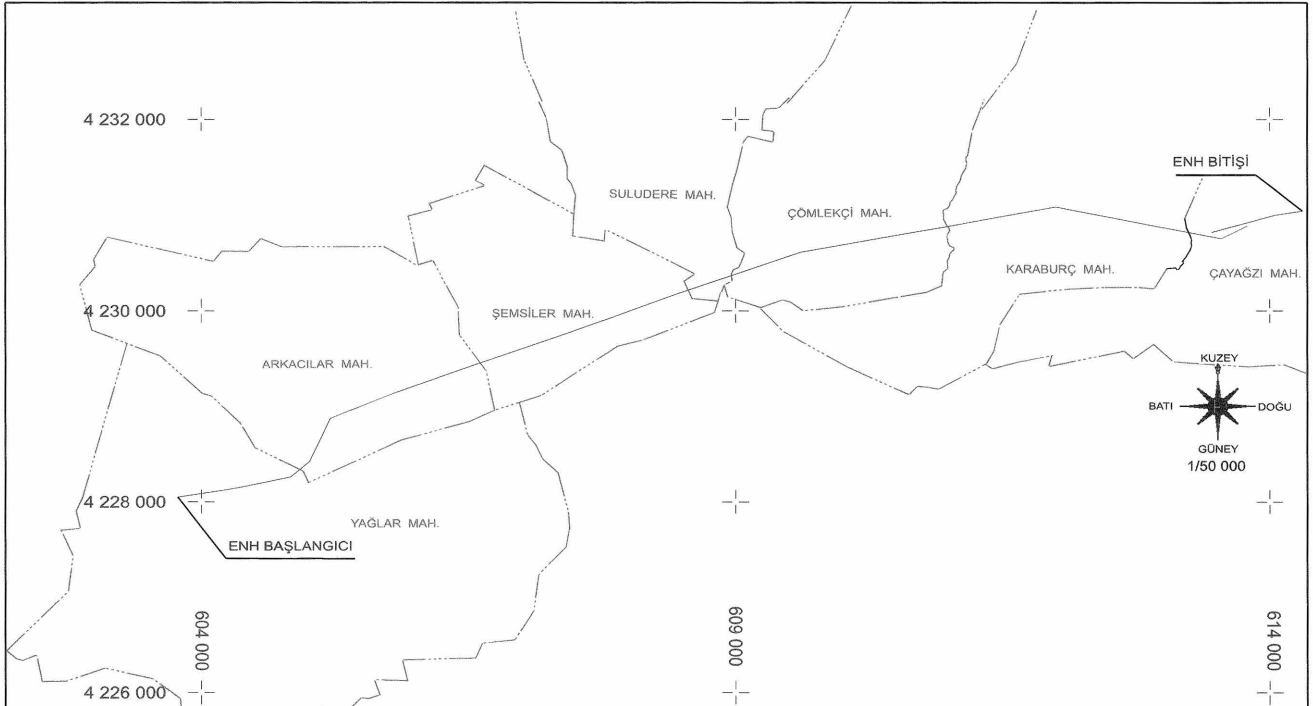 4 232 000
ENH BİTİŞİ
SULUDERE MAH.
ÇÖMLEKÇİ MAH.
KARABURÇ MAH.
ÇAYAĞZI MAH.
4 230 000
ŞEMSİLER MAH.
ARKACILAR MAH.
KUZEY
BATI
DOĞU
GÜNEY
1/50 000
4 228 000
YAĞLAR MAH.
ENH BAŞLANGICI
604 000
609 000
614 000
4 226 000